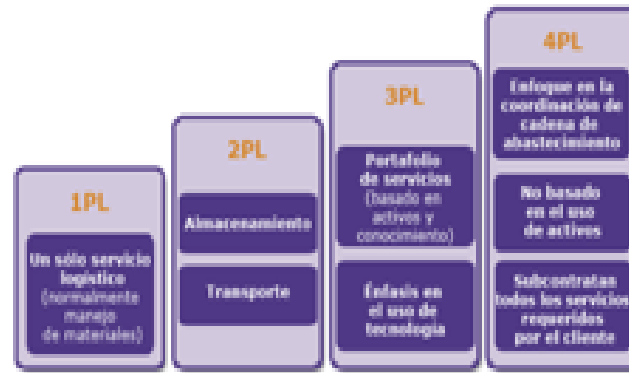 1PL
Un sólo servicio
logístico
(normalmente
manejo
de materiales)
2PL
Almacenamiento
Transporte
3PL
Portafolio
de servicios
(basado en
activos y
conocimiento)
Énfasis en
el uso de
tecnología
4PL
Enfoque en la
coordinación de
cadena de
abastecimiento
No basado
en el uso
de activos
Subcontratan
todos los servicios
requeridos
por el cliente